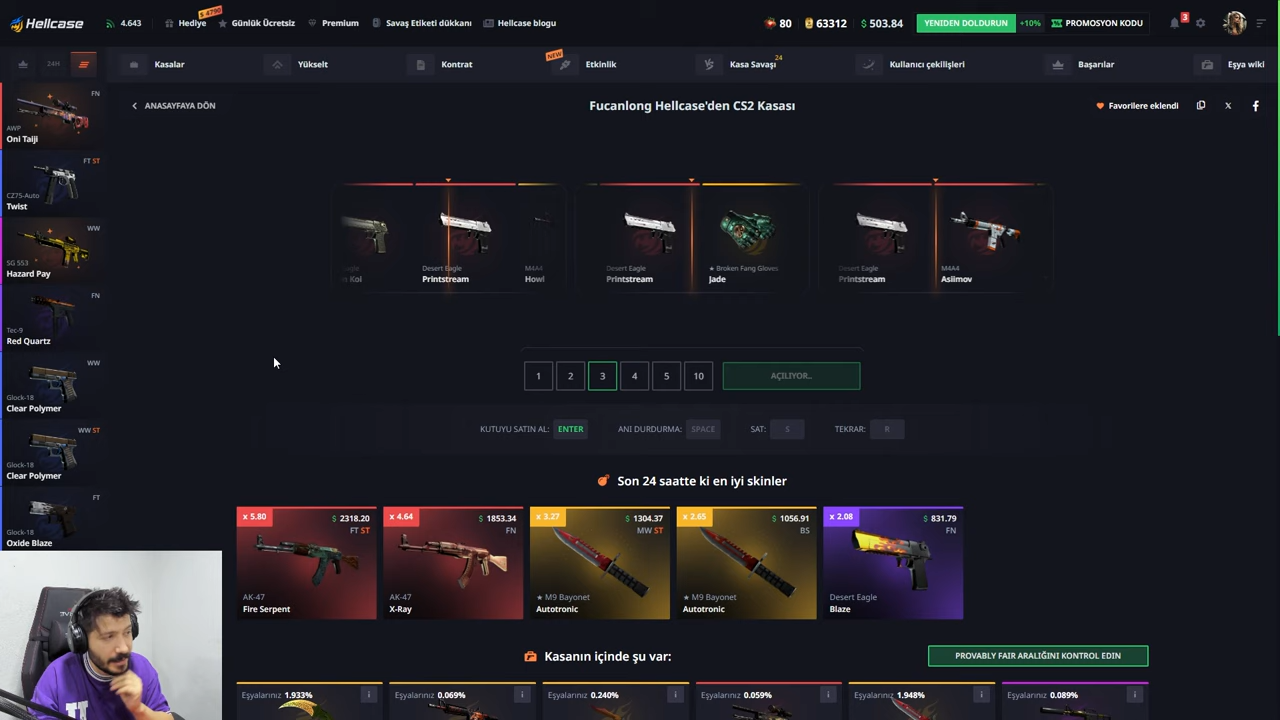 Hellcase
4.643
$ 4790
Hediye
Günlük Ücretsiz
Premium
Savaş Etiketi dükkanı
Hellcase blogu
80
63312
$ 503.84
YENİDEN DOLDURUN
+10%
PROMOSYON KODU
3
24H
Kasalar
Yükselt
Kontrat
NEW
Etkinlik
Kasa Savaşı
24
Kullanıcı çekilişleri
Başarılar
Eşya wiki
ANASAYFAYA DÖN
Fucanlong Hellcase'den CS2 Kasası
Favorilere eklendi
FN
AWP
Oni Taiji
FT ST
CZ75-Auto
Twist
WW
SG 553
Hazard Pay
FN
Tec-9
Red Quartz
WW
Glock-18
Clear Polymer
WW ST
Glock-18
Clear Polymer
FT
Glock-18
Oxide Blaze
Desert Eagle
Printstream
M4A4
Howl
Desert Eagle
Printstream
★ Broken Fang Gloves
Jade
Desert Eagle
Printstream
M4A4
Asiimov
1
2
3
4
5
10
AÇILIYOR..
KUTUYU SATIN AL:
ENTER
ANI DURDURMA:
SPACE
SAT:
S
TEKRAR:
R
Son 24 saatte ki en iyi skinler
x 5.80
$ 2318.20
FT ST
AK-47
Fire Serpent
x 4.64
$ 1853.34
FN
AK-47
X-Ray
x 3.27
$ 1304.37
MW ST
★ M9 Bayonet
Autotronic
x 2.65
$ 1056.91
BS
★ M9 Bayonet
Autotronic
x 2.08
$ 831.79
FN
Desert Eagle
Blaze
Kasanın içinde şu var:
PROVABLY FAIR ARALIĞINI KONTROL EDIN
Eşyalarınız 1.933%
Eşyalarınız 0.069%
Eşyalarınız 0.240%
Eşyalarınız 0.059%
Eşyalarınız 1.948%
Eşyalarınız 0.089%